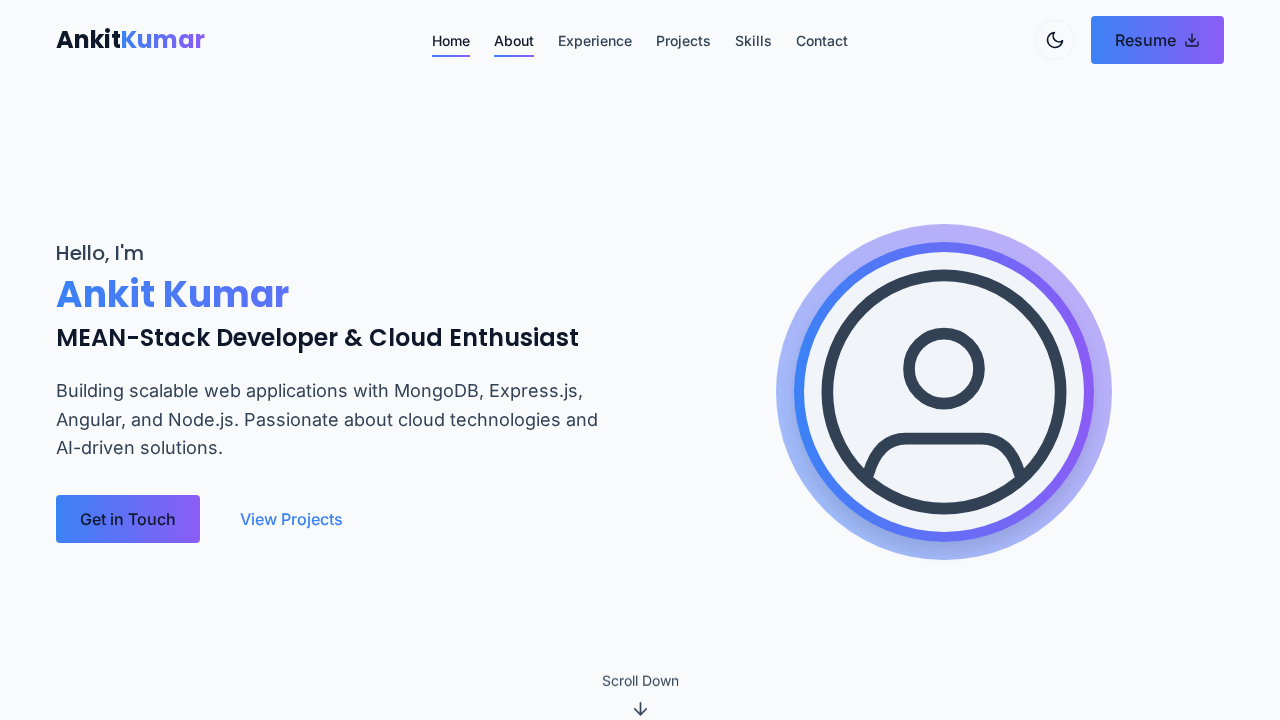 AnkitKumar
Home About Experience Projects Skills Contact
Resume
Hello, I'm
Ankit Kumar
MEAN-Stack Developer & Cloud Enthusiast
Building scalable web applications with MongoDB, Express.js,
Angular, and Node.js. Passionate about cloud technologies and
AI-driven solutions.
Get in Touch
View Projects
Scroll Down